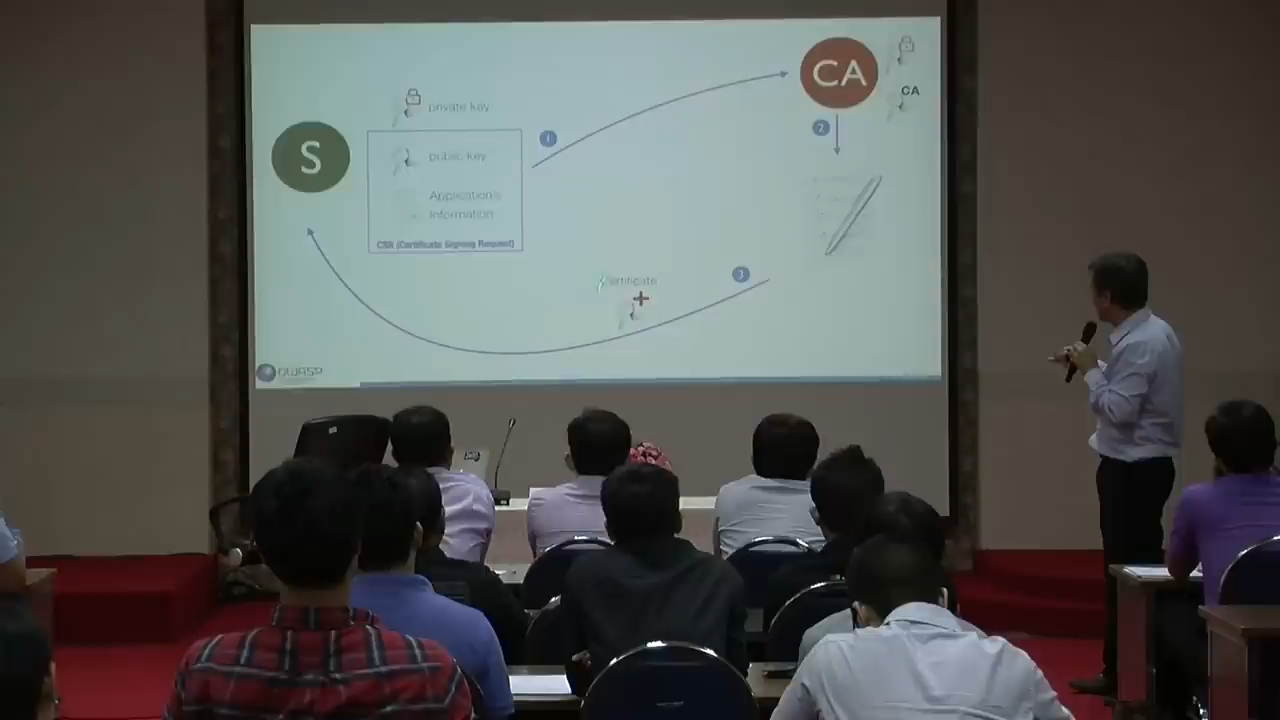 CA
CA
private key
1
2
S
public key
Application's
Information
CSR (Certificate Signing Request)
3
certificate
OWASP